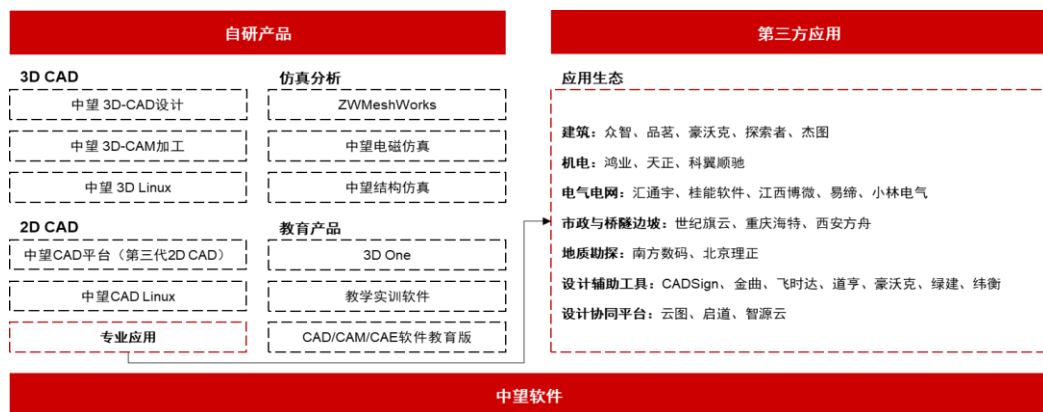 自研产品
第三方应用
3D CAD
仿真分析
中望 3D-CAD设计
ZWMeshWorks
中望 3D-CAM加工
中望电磁仿真
中望 3D Linux
中望结构仿真
2D CAD
教育产品
中望CAD平台（第三代2D CAD）
3D One
中望CAD Linux
教学实训软件
专业应用
CAD/CAM/CAE软件教育版
应用生态
建筑：众智、品茗、豪沃克、探索者、杰图
机电：鸿业、天正、科翼顺驰
电气电网：汇通宇、桂能软件、江西博微、易缔、小林电气
市政与桥隧边坡：世纪旗云、重庆海特、西安方舟
地质勘探：南方数码、北京理正
设计辅助工具：CADSign、金曲、飞时达、道亨、豪沃克、绿建、纬衡
设计协同平台：云图、启道、智源云
中望软件